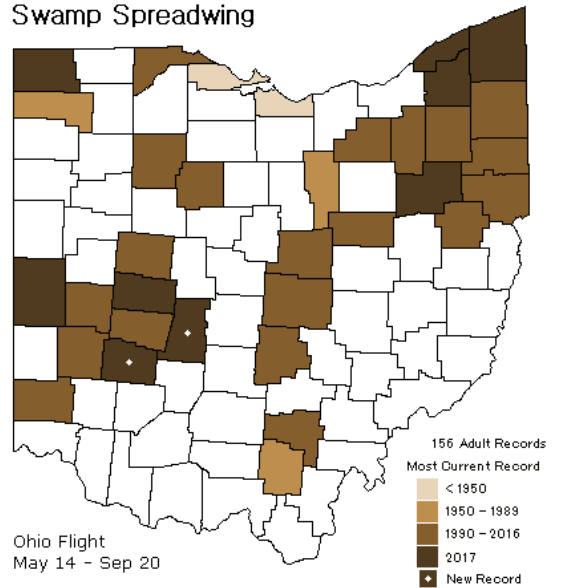 Swamp Spreadwing
156 Adult Records
Most Current Record
< 1950
1950 - 1989
1990 - 2016
2017
New Record
Ohio Flight
May 14 - Sep 20